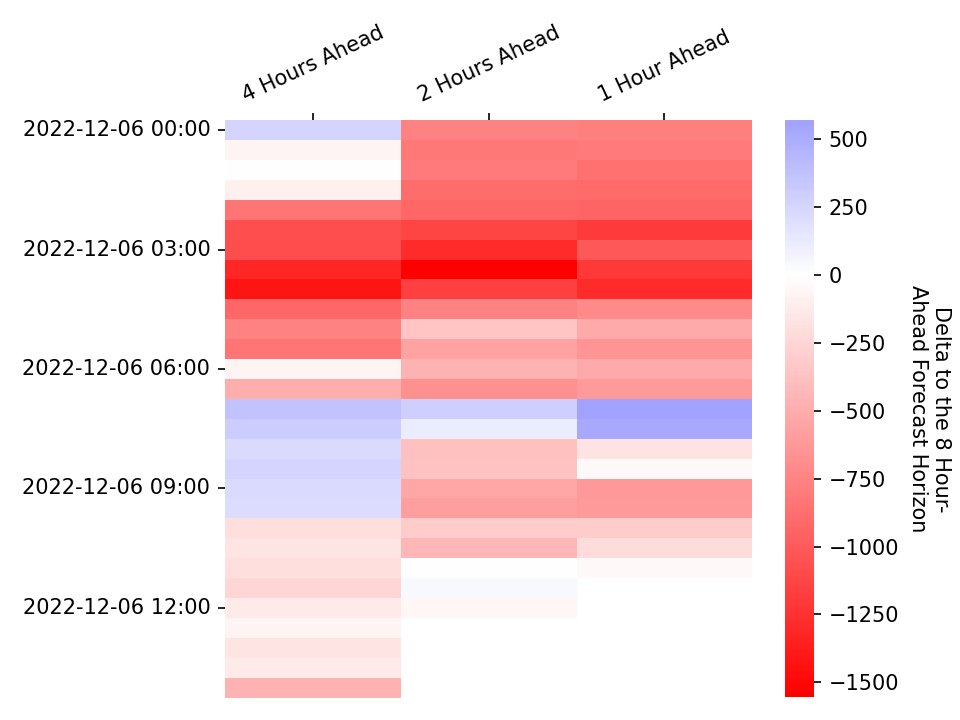 4 Hours Ahead
2 Hours Ahead
1 Hour Ahead
2022-12-06 00:00
2022-12-06 03:00
2022-12-06 06:00
2022-12-06 09:00
2022-12-06 12:00
500
250
0
−250
−500
−750
−1000
−1250
−1500
Delta to the 8 Hour-
Ahead Forecast Horizon